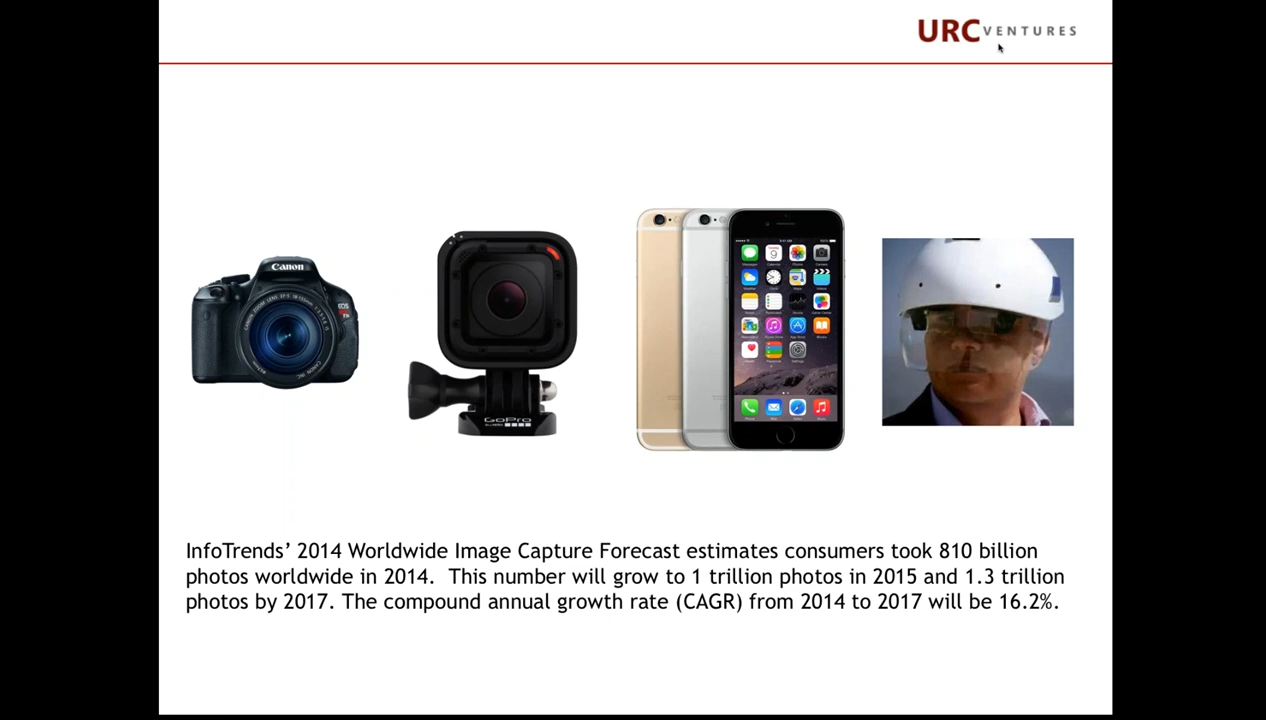 URC VENTURES
Canon
EOS
GoPro
InfoTrends’ 2014 Worldwide Image Capture Forecast estimates consumers took 810 billion
photos worldwide in 2014.  This number will grow to 1 trillion photos in 2015 and 1.3 trillion
photos by 2017. The compound annual growth rate (CAGR) from 2014 to 2017 will be 16.2%.